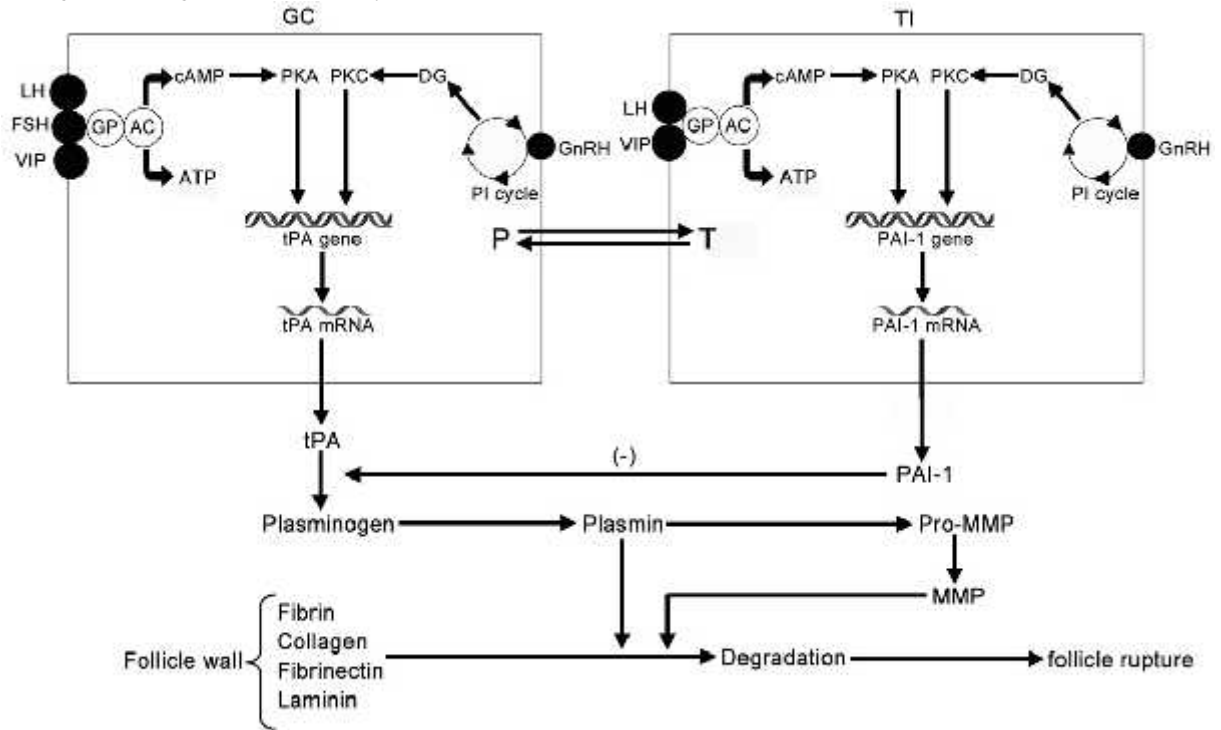 GC
TI
cAMP
PKA
PKC
DG
LH
FSH
VIP
GP
AC
ATP
GnRH
PI cycle
tPA gene
tPA mRNA
P
T
cAMP
PKA
PKC
DG
LH
VIP
GP
AC
ATP
GnRH
PI cycle
PAI-1 gene
PAI-1 mRNA
tPA
(-)
PAI-1
Plasminogen
Plasmin
Pro-MMP
MMP
Follicle wall
Fibrin
Collagen
Fibrinectin
Laminin
Degradation
follicle rupture